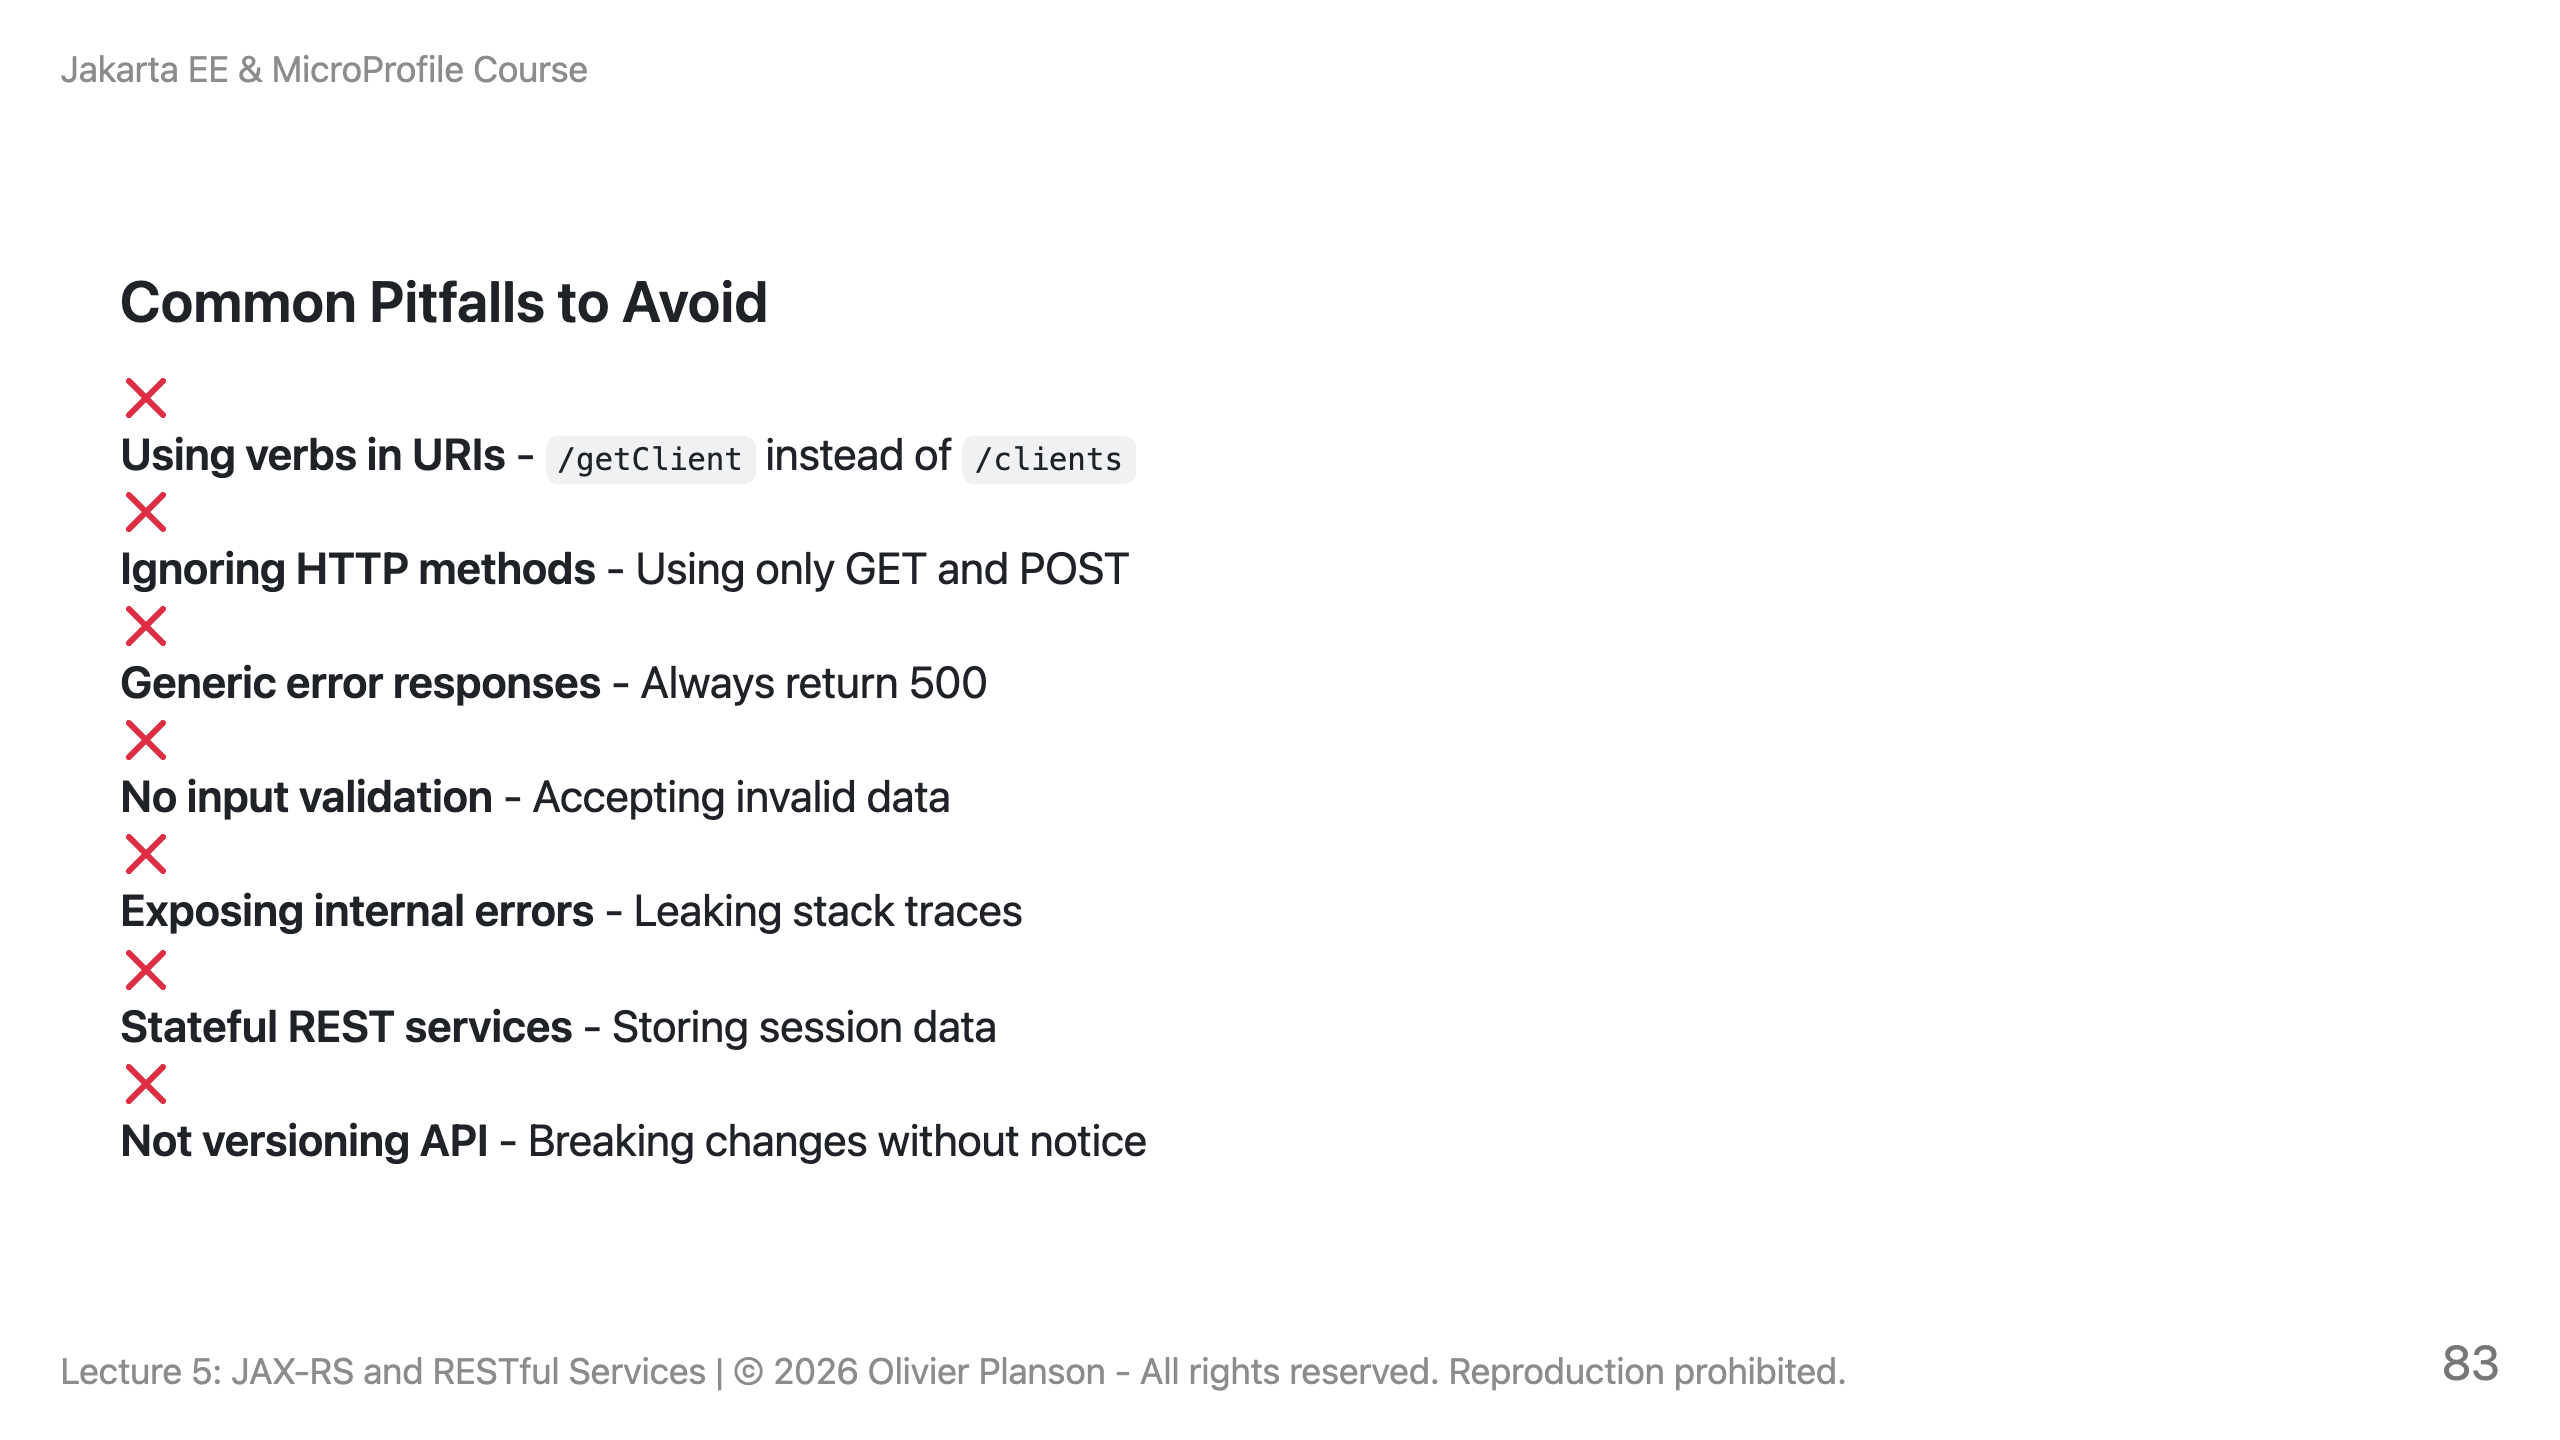 Jakarta EE & MicroProfile Course
Common Pitfalls to Avoid
❌
Using verbs in URIs - /getClient instead of /clients
❌
Ignoring HTTP methods - Using only GET and POST
❌
Generic error responses - Always return 500
❌
No input validation - Accepting invalid data
❌
Exposing internal errors - Leaking stack traces
❌
Stateful REST services - Storing session data
❌
Not versioning API - Breaking changes without notice
Lecture 5: JAX-RS and RESTful Services | © 2026 Olivier Planson - All rights reserved. Reproduction prohibited.
83